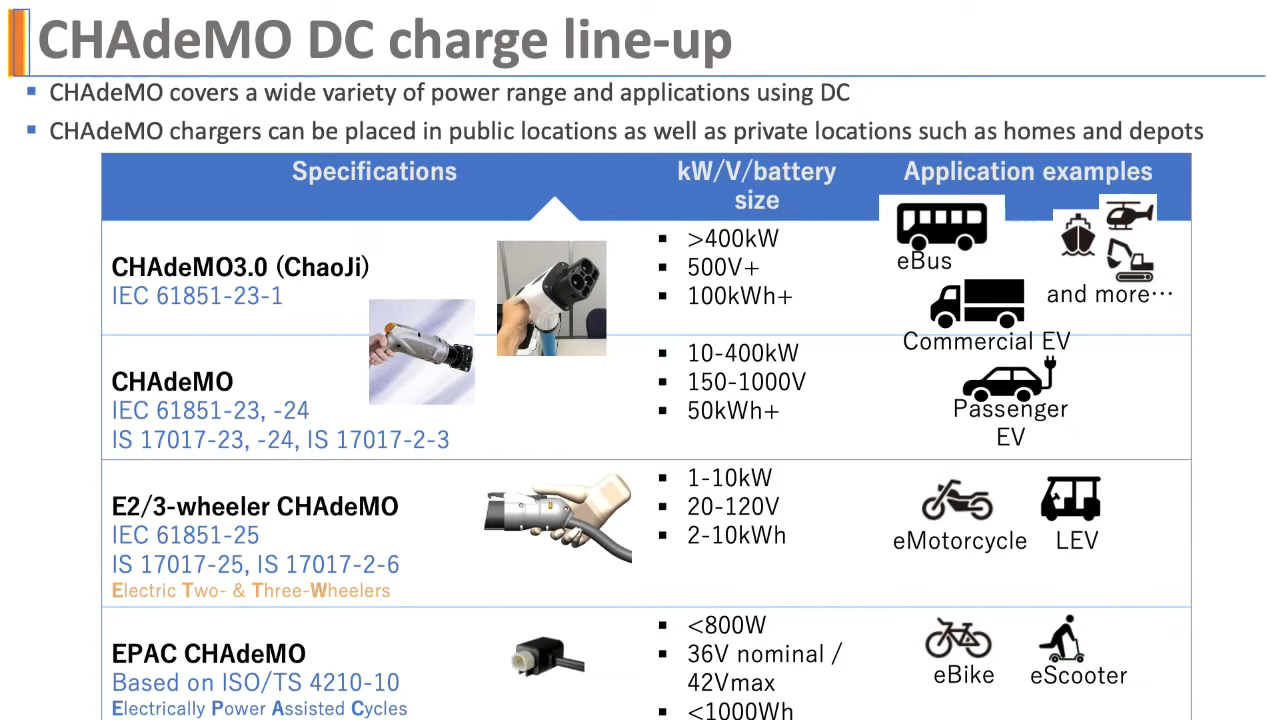 CHAdeMO DC charge line-up
▪ CHAdeMO covers a wide variety of power range and applications using DC
▪ CHAdeMO chargers can be placed in public locations as well as private locations such as homes and depots
Specifications
kW/V/battery
size
Application examples
CHAdeMO3.0 (ChaoJi)
IEC 61851-23-1
▪ >400kW
▪ 500V+
▪ 100kWh+
eBus
and more…
Commercial EV
CHAdeMO
IEC 61851-23, -24
IS 17017-23, -24, IS 17017-2-3
▪ 10-400kW
▪ 150-1000V
▪ 50kWh+
Passenger
EV
E2/3-wheeler CHAdeMO
IEC 61851-25
IS 17017-25, IS 17017-2-6
Electric Two- & Three-Wheelers
▪ 1-10kW
▪ 20-120V
▪ 2-10kWh
eMotorcycle
LEV
EPAC CHAdeMO
Based on ISO/TS 4210-10
Electrically Power Assisted Cycles
▪ <800W
▪ 36V nominal /
42Vmax
▪ <1000Wh
eBike
eScooter